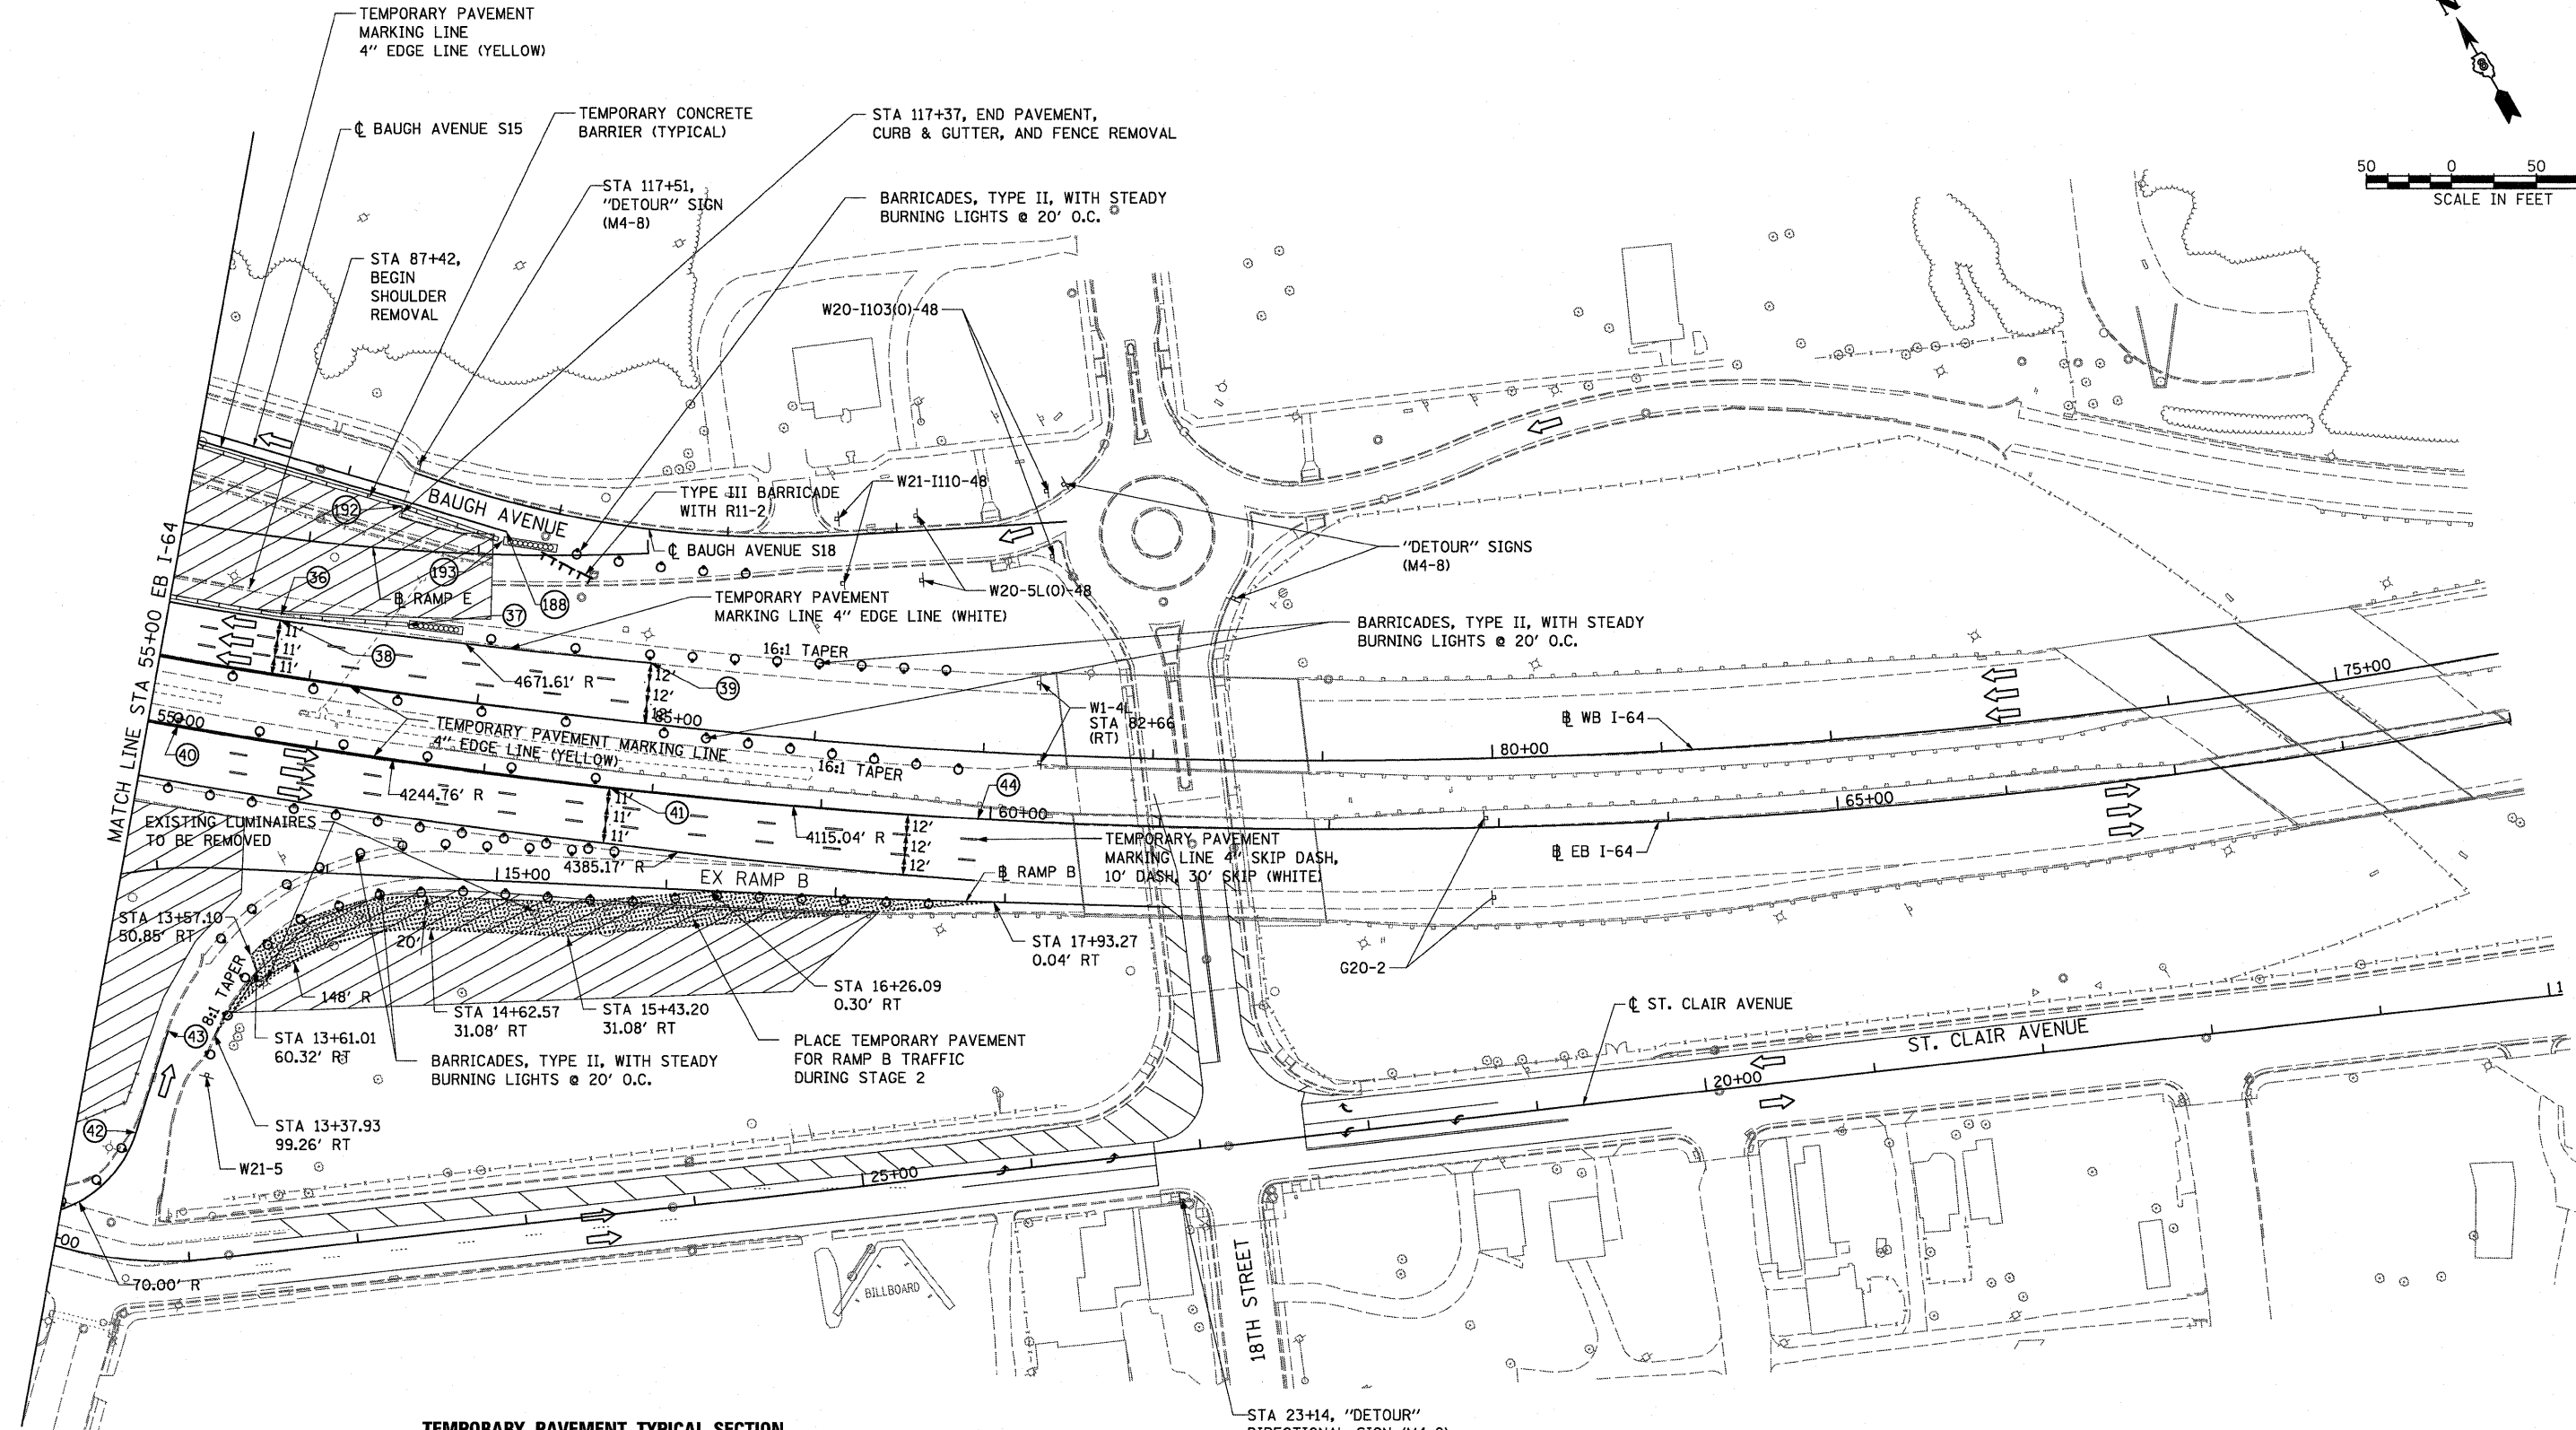 TEMPORARY PAVEMENT
MARKING LINE
4" EDGE LINE (YELLOW)
N
8
℄ BAUGH AVENUE S15
TEMPORARY CONCRETE
BARRIER (TYPICAL)
STA 117+37, END PAVEMENT,
CURB & GUTTER, AND FENCE REMOVAL
50 0 50
SCALE IN FEET
STA 117+51,
"DETOUR" SIGN
(M4-8)
BARRICADES, TYPE II, WITH STEADY
BURNING LIGHTS @ 20' O.C.
STA 87+42,
BEGIN
SHOULDER
REMOVAL
W20-I103(O)-48
W21-I110-48
TYPE III BARRICADE
WITH R11-2
BAUGH AVENUE
192
℄ BAUGH AVENUE S18
"DETOUR" SIGNS
(M4-8)
193
36
W20-5L(O)-48
188
37
B RAMP E
TEMPORARY PAVEMENT
MARKING LINE 4" EDGE LINE (WHITE)
BARRICADES, TYPE II, WITH STEADY
BURNING LIGHTS @ 20' O.C.
MATCH LINE STA 55+00 EB I-64
11'
11'
11'
38
16:1 TAPER
4671.61' R
12'
12'
12'
39
75+00
55+00
85+00
W1-4L
STA 82+66
(RT)
B WB I-64
80+00
40
TEMPORARY PAVEMENT MARKING LINE
4" EDGE LINE (YELLOW)
16:1 TAPER
44
4244.76' R
11'
11'
11'
41
60+00
65+00
4115.04' R
12'
12'
12'
TEMPORARY PAVEMENT
MARKING LINE 4" SKIP DASH,
10' DASH, 30' SKIP (WHITE)
B EB I-64
EXISTING LUMINAIRES
TO BE REMOVED
4385.17' R
15+00
EX RAMP B
B RAMP B
STA 13+57.10
50.85' RT
20'
STA 17+93.27
0.04' RT
G20-2
8:1 TAPER
148' R
STA 16+26.09
0.30' RT
STA 14+62.57
31.08' RT
STA 15+43.20
31.08' RT
℄ ST. CLAIR AVENUE
43
STA 13+61.01
60.32' RT
PLACE TEMPORARY PAVEMENT
FOR RAMP B TRAFFIC
DURING STAGE 2
ST. CLAIR AVENUE
BARRICADES, TYPE II, WITH STEADY
BURNING LIGHTS @ 20' O.C.
20+00
42
STA 13+37.93
99.26' RT
W21-5
25+00
70.00' R
BILLBOARD
18TH STREET
STA 23+14, "DETOUR"
DIRECTIONAL SIGN
TEMPORARY PAVEMENT TYPICAL SECTION